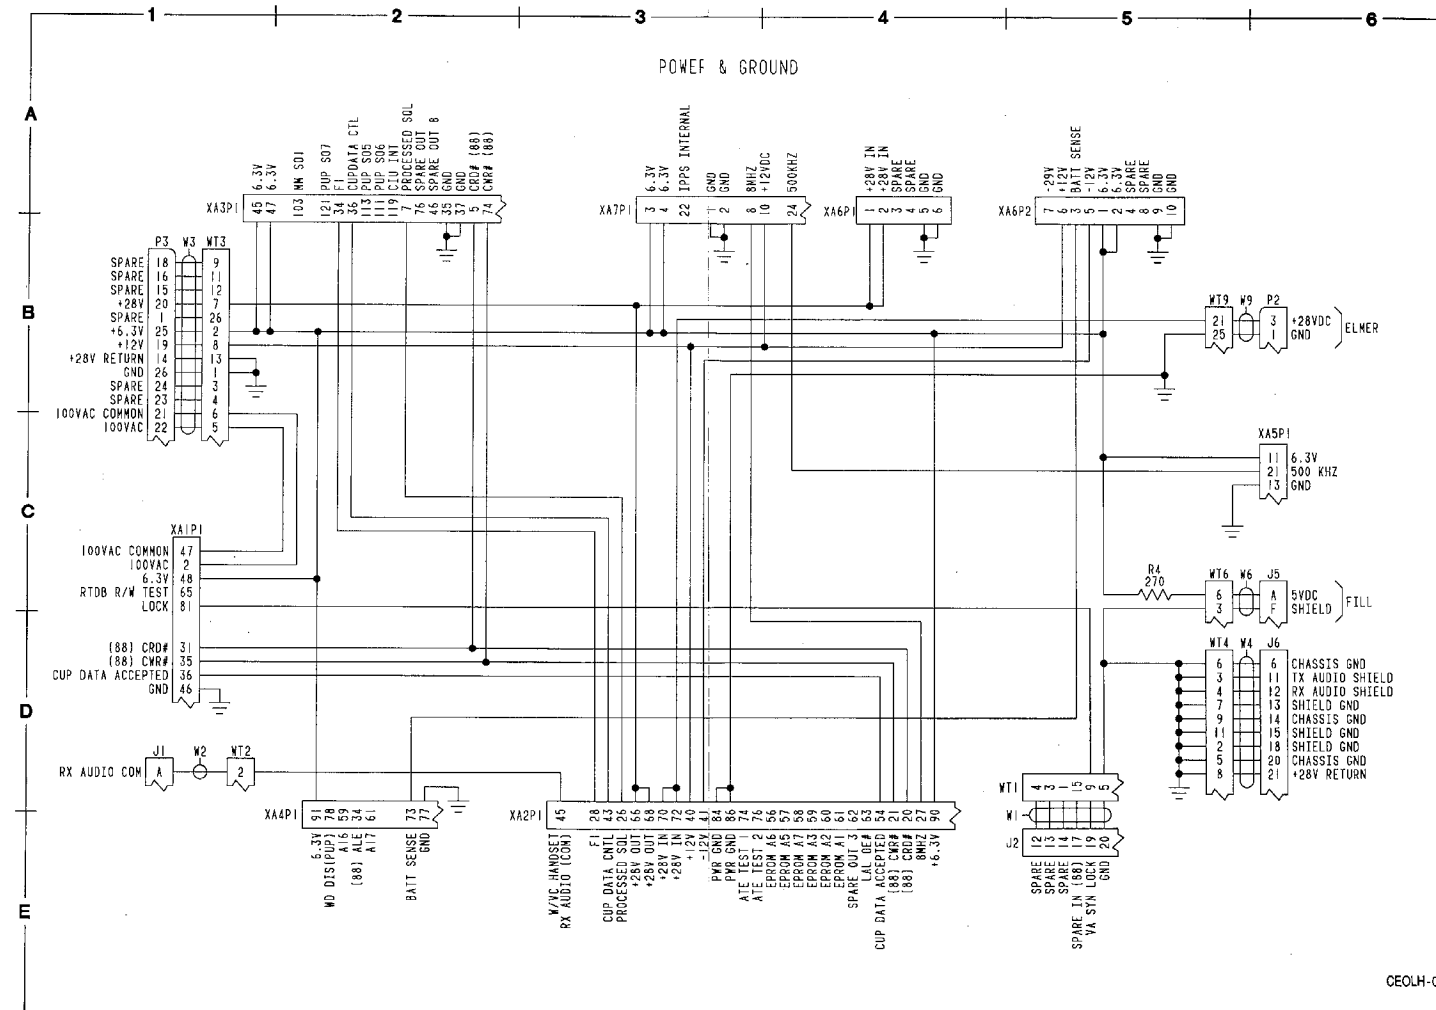 1 2 3 4 5 6
POWEF & GROUND
A
B
C
D
E
XA3P1
6.3V 6.3V MN S01 PUP S07 F1 CUPDATA CTL PUP S05 PUP S06 CIU INT PROCESSED SQL SPARE OUT SPARE OUT B GND GND CRD# (88) CWR# (88)
45 47 103 121 34 36 113 111 119 7 76 46 35 37 5 74
XA7P1
6.3V 6.3V 1PPS INTERNAL GND GND 8MHZ +12VDC 500KHZ
3 4 22 1 2 8 10 24
XA6P1
+28V IN +28V IN SPARE SPARE GND GND
1 2 3 4 5 6
XA6P2
-29V +12V BATT SENSE -12V 6.3V 6.3V SPARE SPARE GND GND
7 6 3 5 1 2 4 8 9 10
P3 W3 WT3
SPARE 18 9
SPARE 16 11
SPARE 15 12
+28V 20 7
SPARE 1 26
+6.3V 25 2
+12V 19 8
+28V RETURN 14 13
GND 26 1
SPARE 24 3
SPARE 23 4
100VAC COMMON 21 6
100VAC 22 5
WT9 W9 P2
21 3 +28VDC
25 1 GND
ELMER
XA5P1
11 6.3V
21 500 KHZ
13 GND
XA1P1
100VAC COMMON 47
100VAC 2
6.3V 48
RTDB R/W TEST 65
LOCK 81
(88) CRD# 31
(88) CWR# 35
CUP DATA ACCEPTED 36
GND 46
R4
270
WT6 W6 J5
6 A 5VDC
3 F SHIELD
FILL
WT4 W4 J6
6 6 CHASSIS GND
3 11 TX AUDIO SHIELD
4 12 RX AUDIO SHIELD
7 13 SHIELD GND
9 14 CHASSIS GND
11 15 SHIELD GND
2 18 SHIELD GND
5 20 CHASSIS GND
8 21 +28V RETURN
J1 W2 WT2
RX AUDIO COM A 2
XA4P1
91 78 59 34 61 73 77
6.3V WD DIS(PUP) A16 (88) ALE A17 BATT SENSE GND
XA2P1
45 28 43 26 66 68 70 72 40 41 84 86 74 76 56 57 58 59 60 61 62 63 54 21 20 27 90
W/VC HANDSET
RX AUDIO (CON) F1 CUP DATA CNTL PROCESSED SQL +28V OUT +28V OUT +28V IN +28V IN +12V -12V PWR GND PWR GND ATE TEST 1 ATE TEST 2 EPROM A6 EPROM A5 EPROM A7 EPROM A3 EPROM A2 EPROM A1 SPARE OUT 3 LAL OE# CUP DATA ACCEPTED (88) CWR# (88) CRD# 8MHZ +6.3V
WT1
4 3 1 15 9 5
W1
J2
12 13 14 17 19 20
SPARE SPARE SPARE SPARE IN (88) VA SYN LOCK GND
CEOLH-0